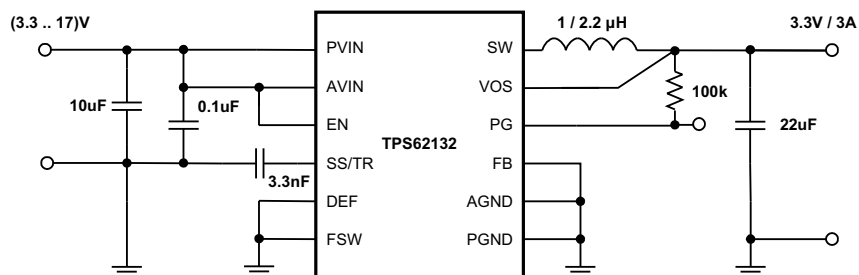 (3.3 .. 17)V
1 / 2.2 µH
3.3V / 3A
PVIN
SW
AVIN
VOS
100k
10uF
0.1uF
EN
PG
22uF
TPS62132
SS/TR
FB
3.3nF
DEF
AGND
FSW
PGND